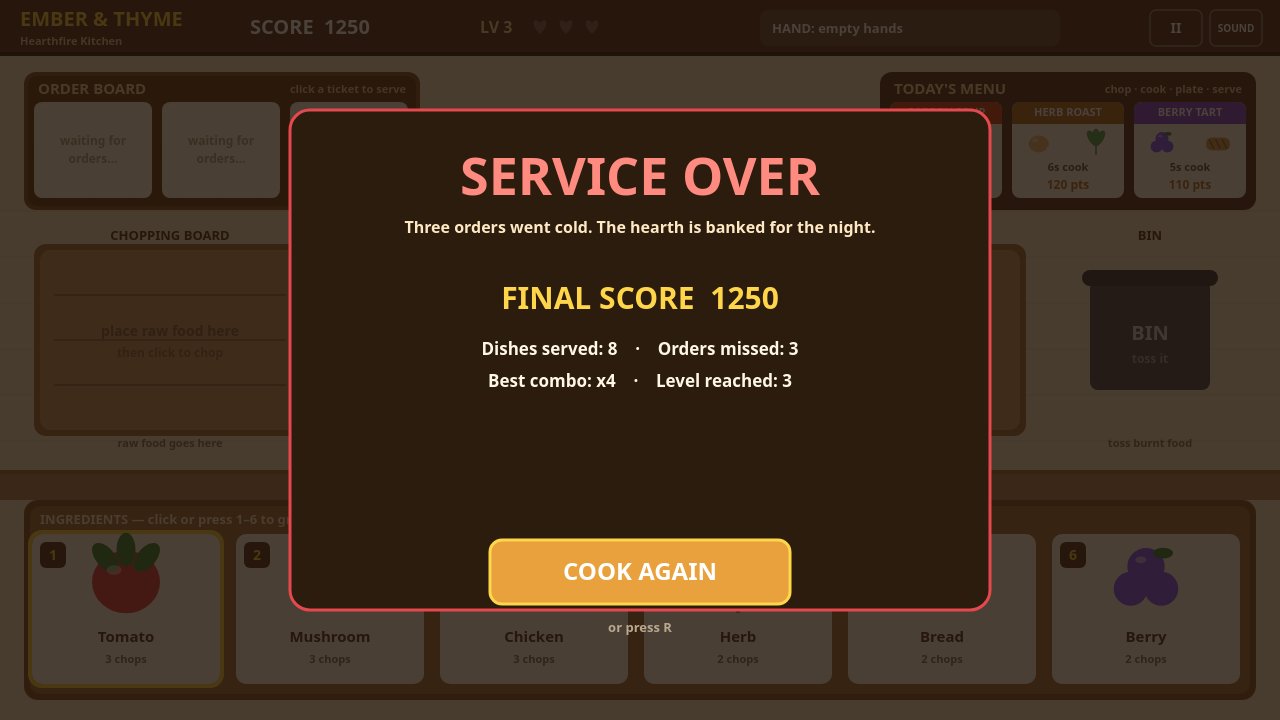 EMBER & THYME
Hearthfire Kitchen
SCORE 1250
LV 3
HAND: empty hands
II
SOUND
ORDER BOARD
click a ticket to serve
waiting for
orders...
waiting for
orders...
TODAY'S MENU
chop · cook · plate · serve
HERB ROAST
6s cook
120 pts
BERRY TART
5s cook
110 pts
SERVICE OVER
Three orders went cold. The hearth is banked for the night.
FINAL SCORE 1250
Dishes served: 8 · Orders missed: 3
Best combo: x4 · Level reached: 3
COOK AGAIN
or press R
CHOPPING BOARD
place raw food here
then click to chop
raw food goes here
BIN
BIN
toss it
toss burnt food
INGREDIENTS — click or press 1–6 to
1
Tomato
3 chops
2
Mushroom
3 chops
Chicken
3 chops
Herb
2 chops
Bread
2 chops
6
Berry
2 chops